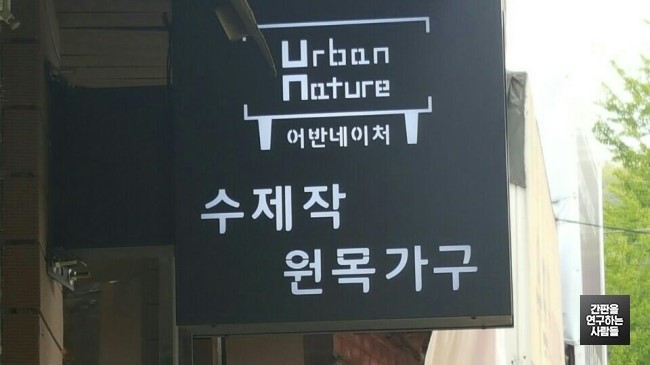 Urban
nature
어반네이처
수제작
원목가구
간판을
연구하는
사람들